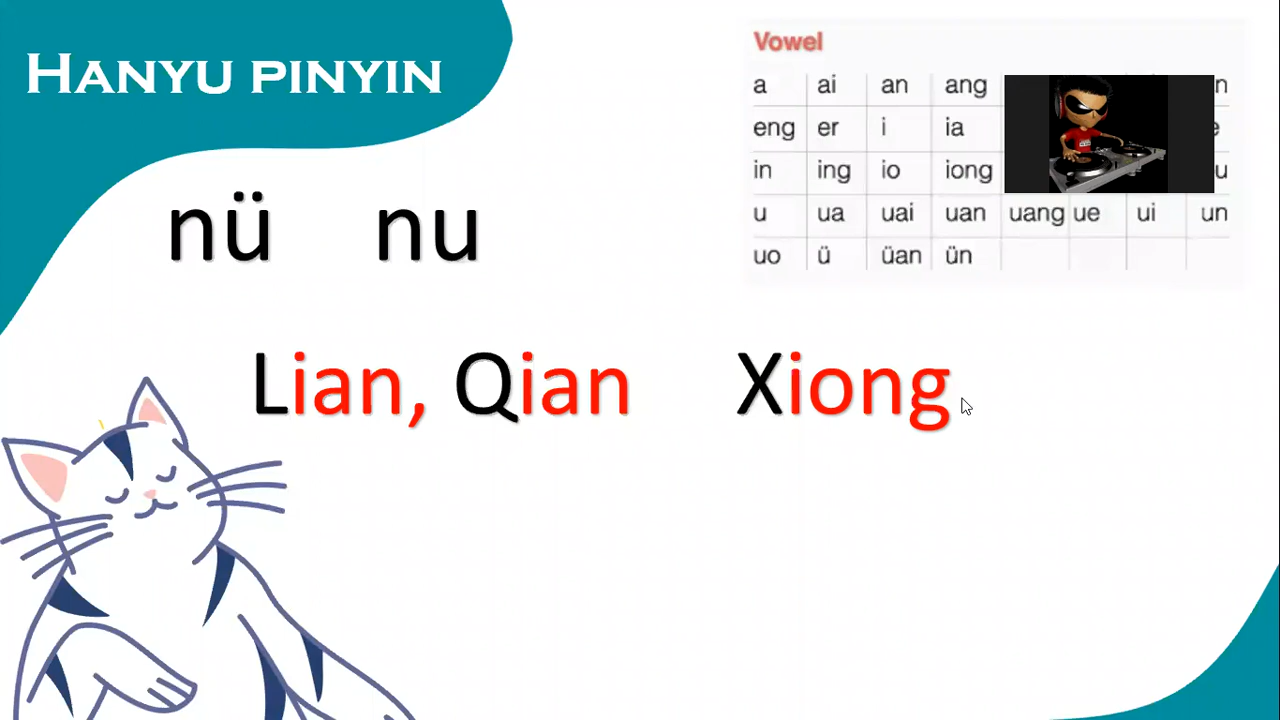 HANYU PINYIN
Vowel
a ai an ang n
eng er i ia e
in ing io iong u
u ua uai uan uang ue ui un
uo ü üan ün
nü nu
Lian, Qian Xiong